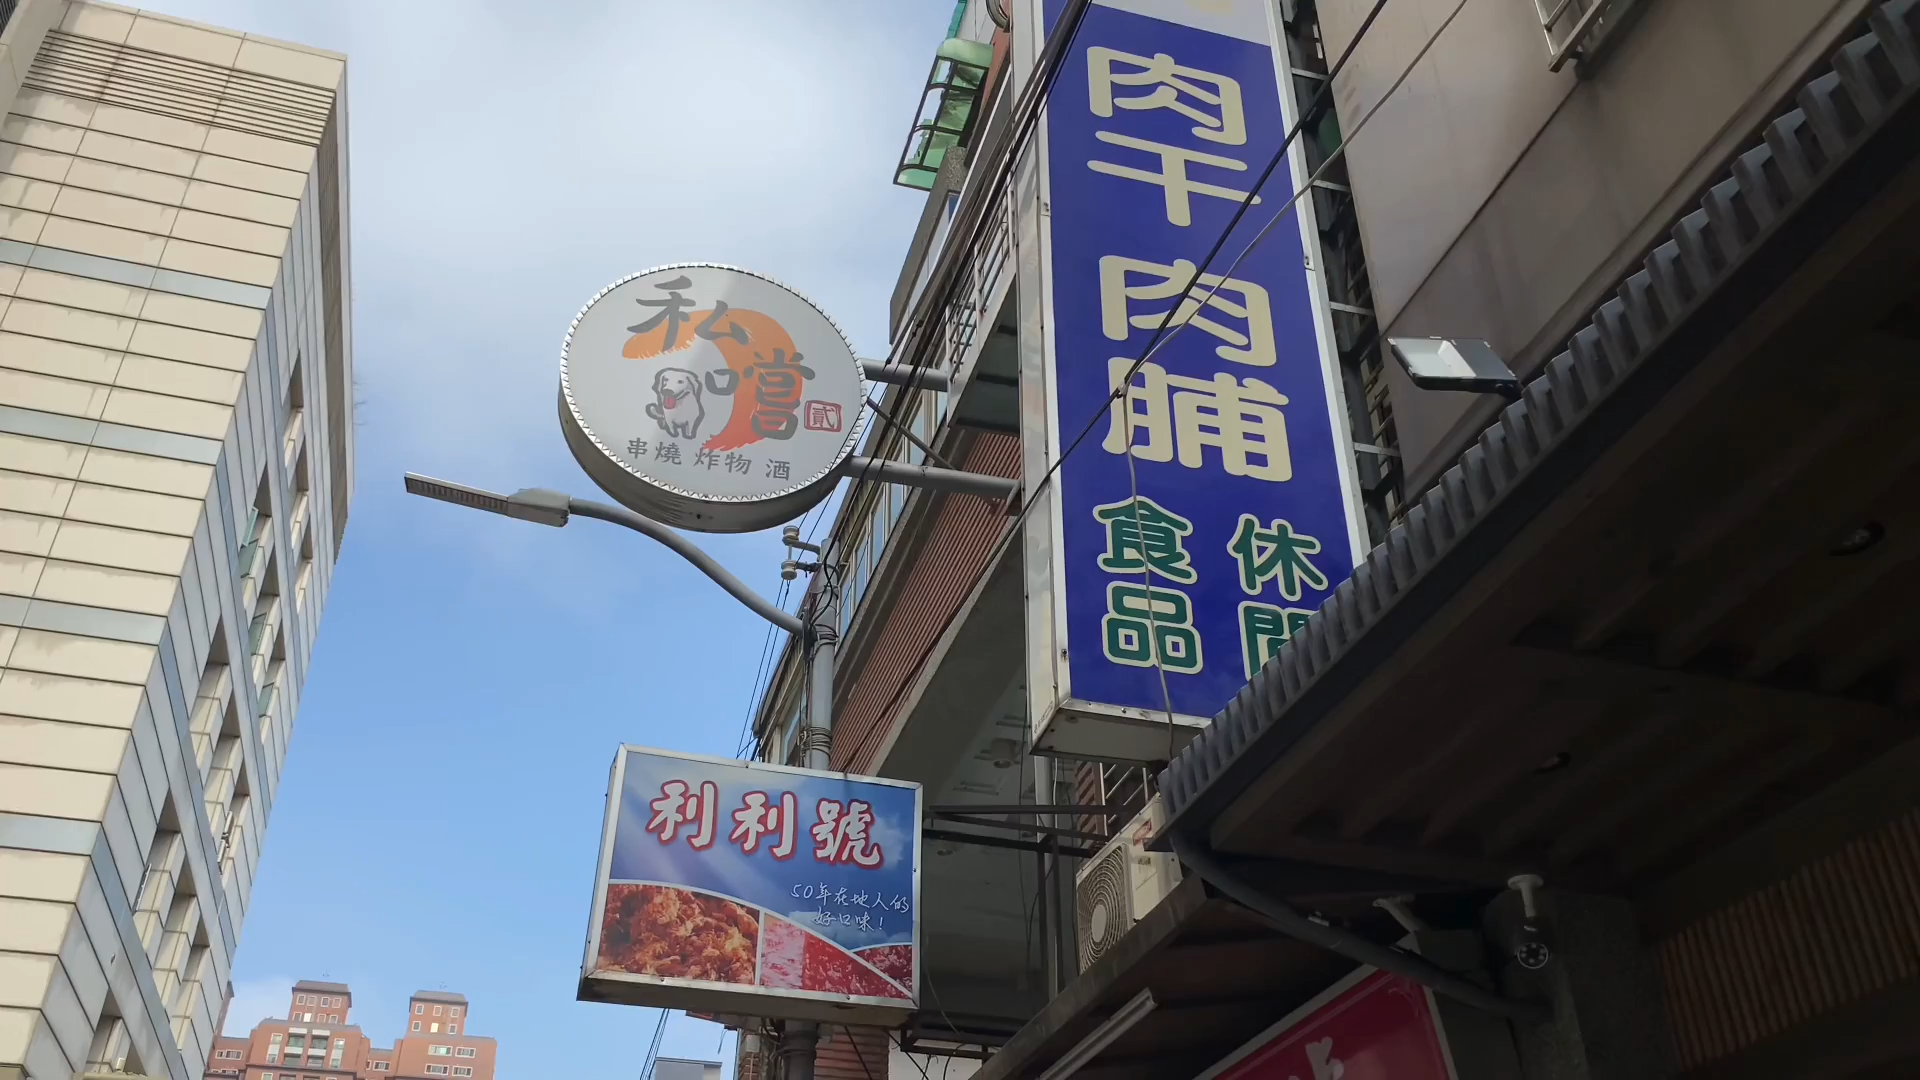 私嚐
貳
串燒 炸物 酒
肉干
肉脯
休閒
食品
利利號
50年在地人的
好口味！